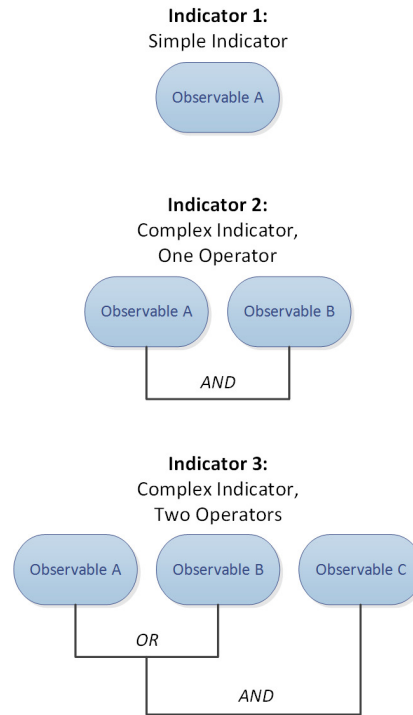 Indicator 1:
Simple Indicator
Observable A
Indicator 2:
Complex Indicator,
One Operator
Observable A Observable B
AND
Indicator 3:
Complex Indicator,
Two Operators
Observable A Observable B Observable C
OR
AND